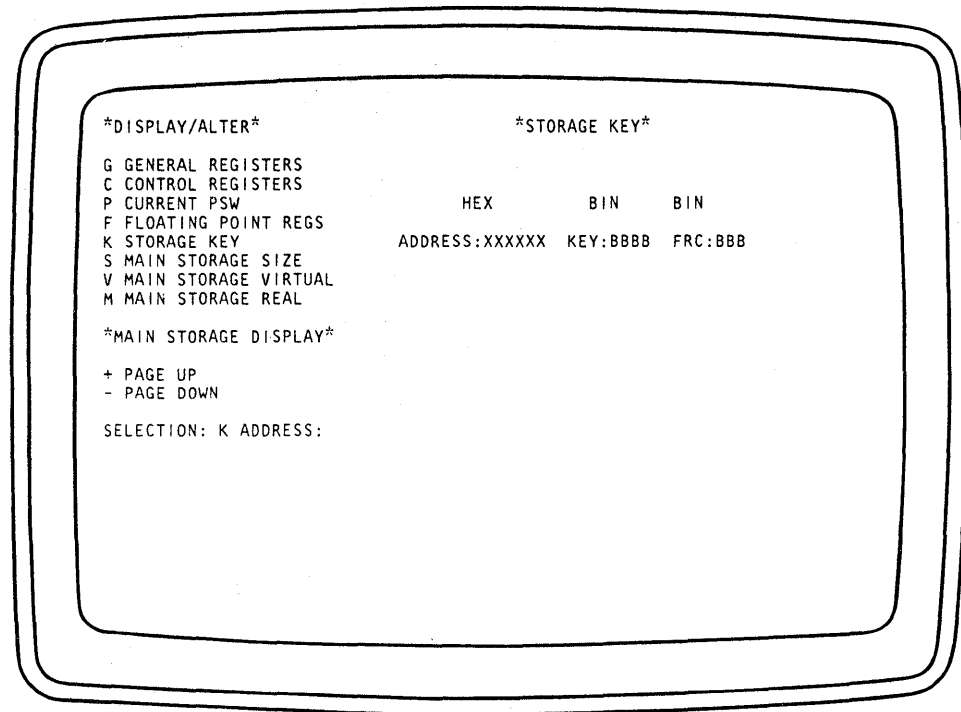 *DISPLAY/ALTER* *STORAGE KEY*
G GENERAL REGISTERS
C CONTROL REGISTERS
P CURRENT PSW HEX BIN BIN
F FLOATING POINT REGS
K STORAGE KEY ADDRESS:XXXXXX KEY:BBBB FRC:BBB
S MAIN STORAGE SIZE
V MAIN STORAGE VIRTUAL
M MAIN STORAGE REAL
*MAIN STORAGE DISPLAY*
+ PAGE UP
- PAGE DOWN
SELECTION: K ADDRESS: